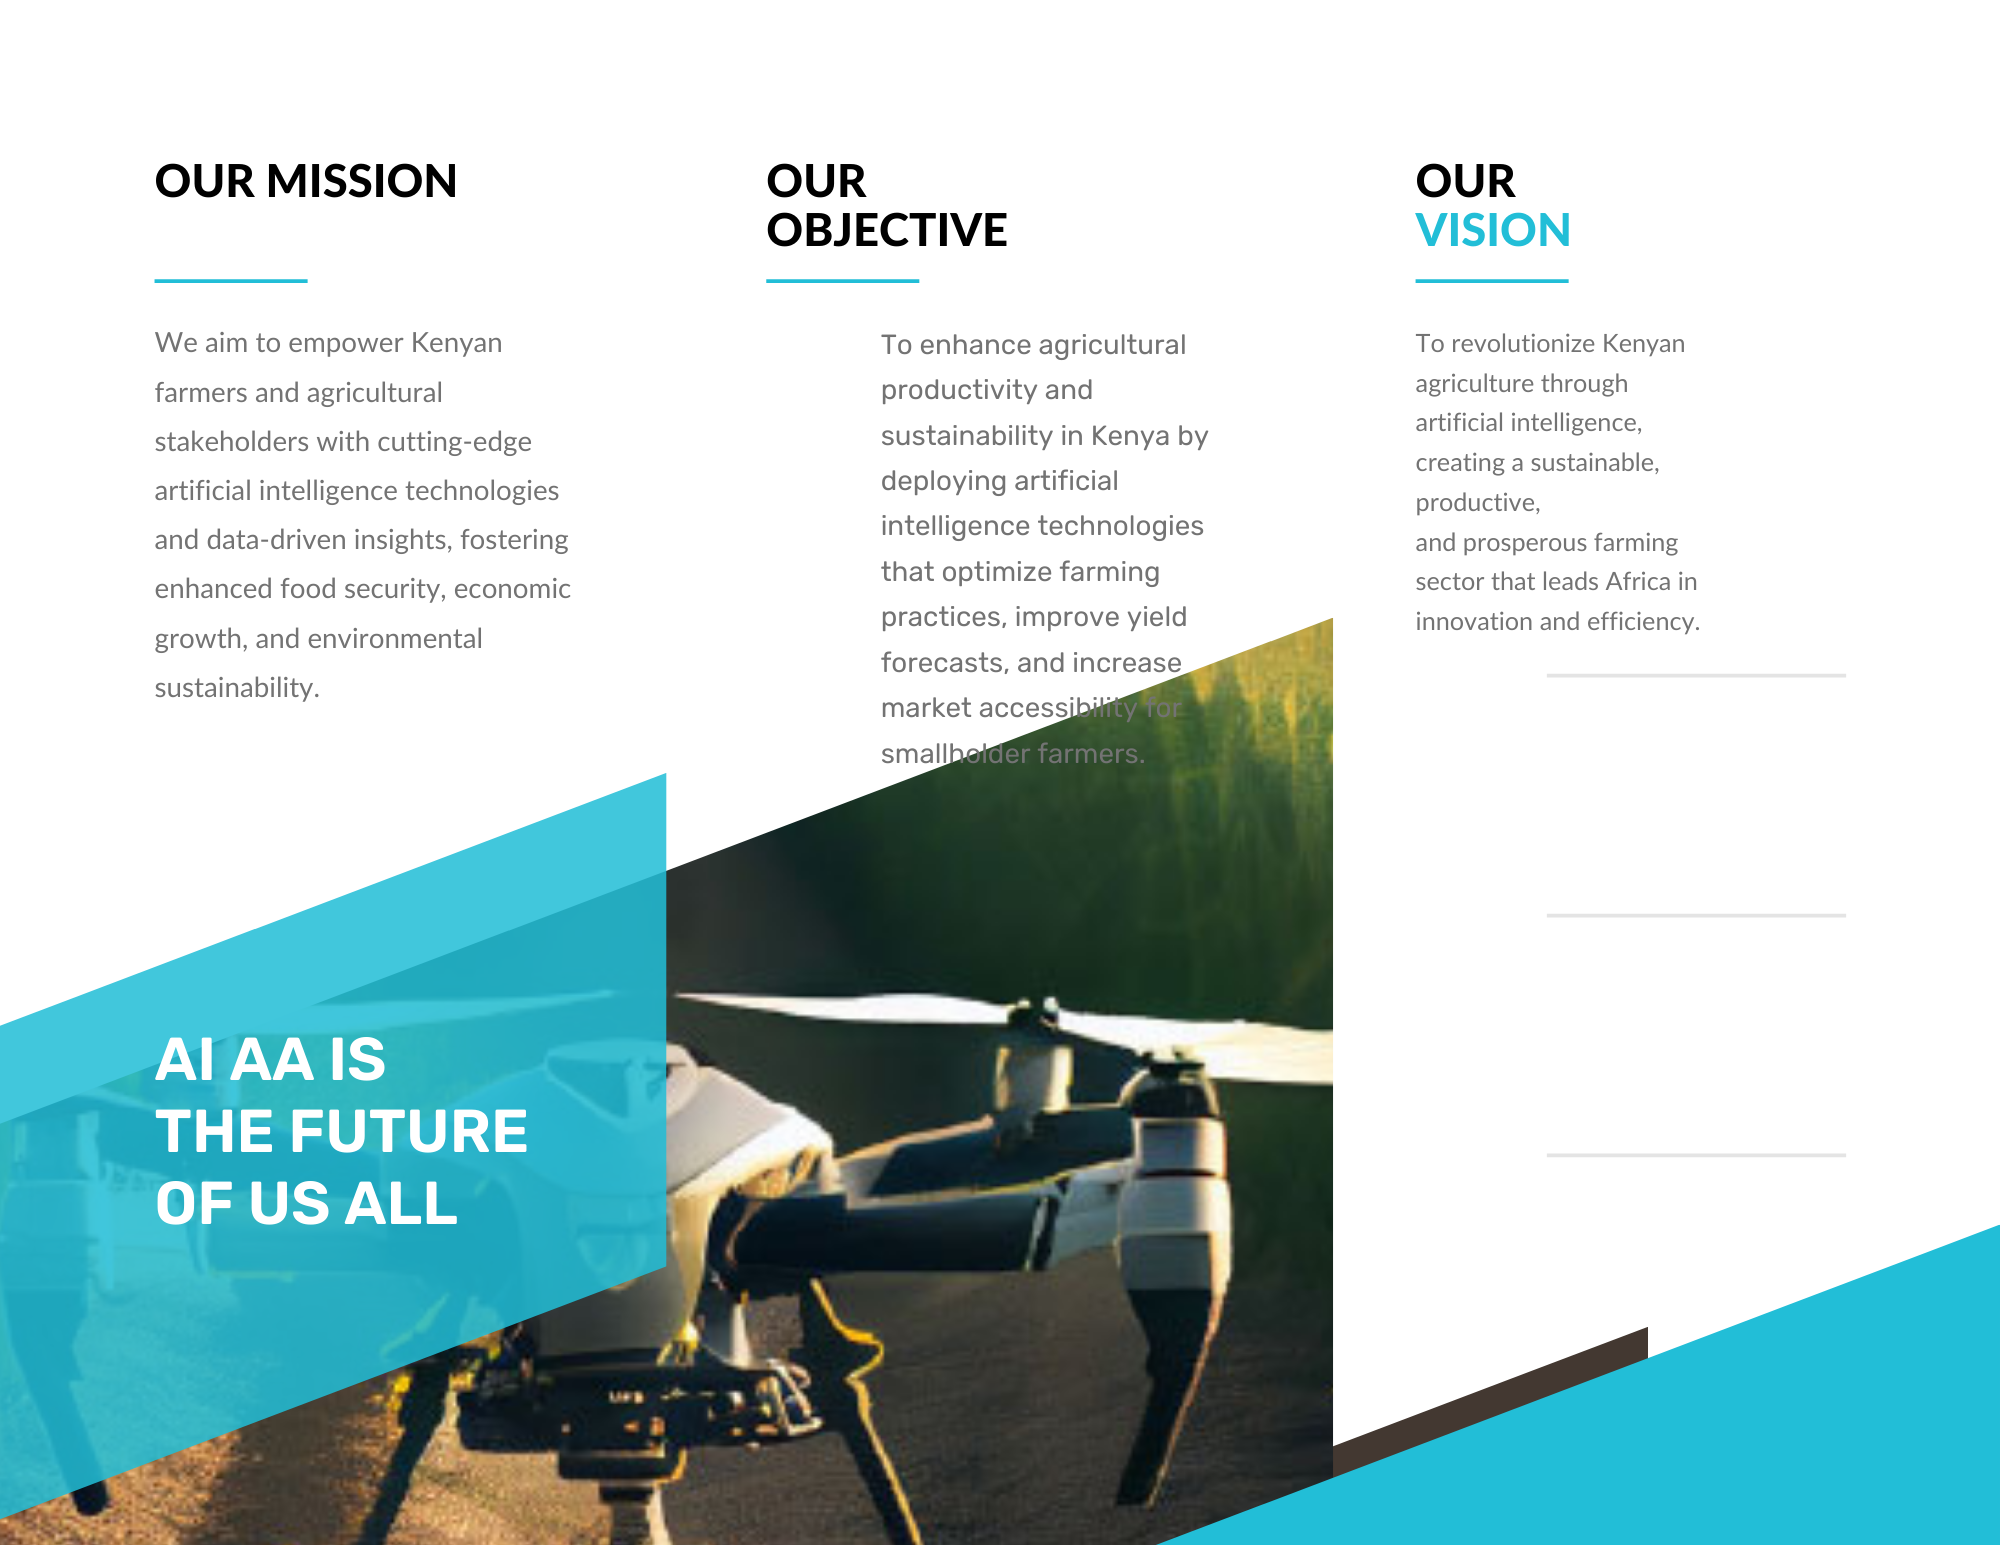 OUR MISSION
We aim to empower Kenyan
farmers and agricultural
stakeholders with cutting-edge
artificial intelligence technologies
and data-driven insights, fostering
enhanced food security, economic
growth, and environmental
sustainability.
AI AA IS
THE FUTURE
OF US ALL
OUR
OBJECTIVE
To enhance agricultural
productivity and
sustainability in Kenya by
deploying artificial
intelligence technologies
that optimize farming
practices, improve yield
forecasts, and increase
market accessibility for
smallholder farmers.
OUR
VISION
To revolutionize Kenyan
agriculture through
artificial intelligence,
creating a sustainable,
productive,
and prosperous farming
sector that leads Africa in
innovation and efficiency.